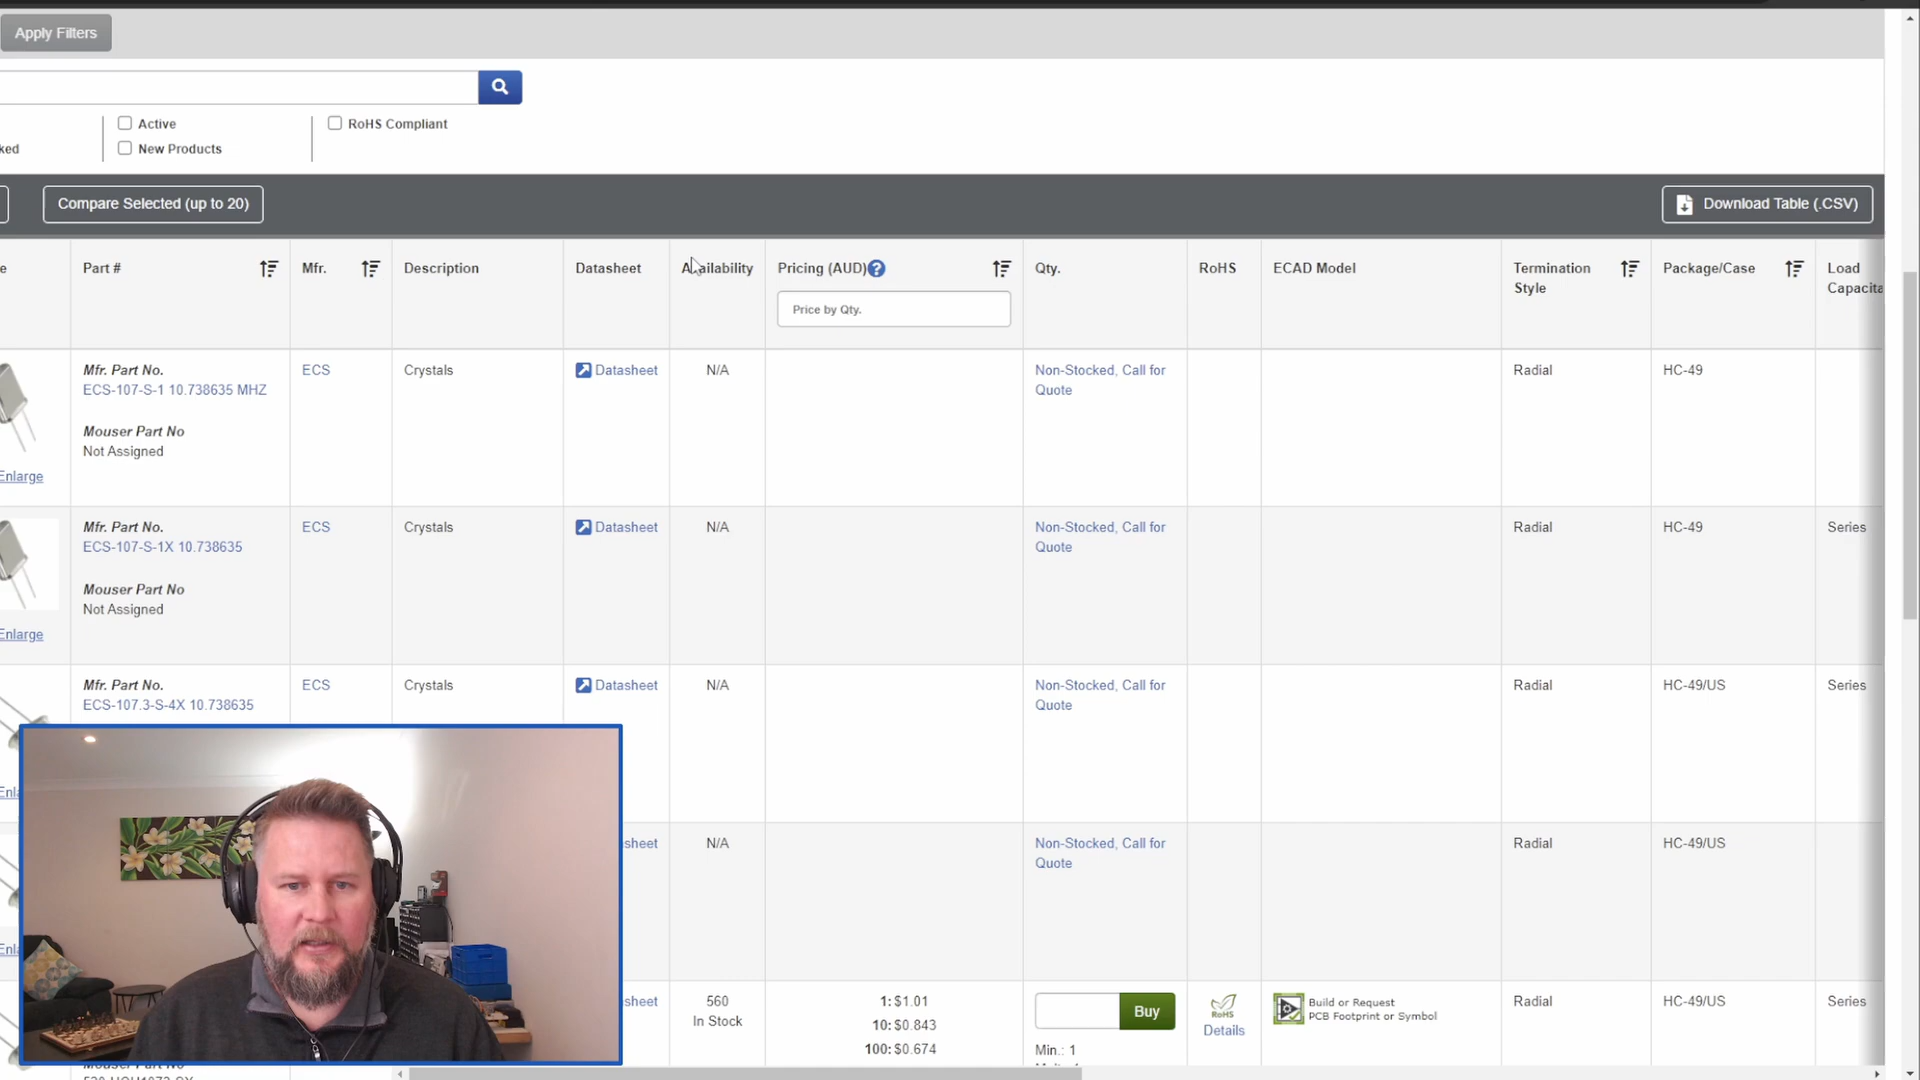 Apply Filters
Active
RoHS Compliant
ked
New Products
Compare Selected (up to 20)
Download Table (.CSV)
e
Part #
Mfr.
Description
Datasheet
Availability
Pricing (AUD)
Qty.
RoHS
ECAD Model
Termination
Style
Package/Case
Load
Capacita
Price by Qty.
Mfr. Part No.
ECS-107-S-1 10.738635 MHZ
Mouser Part No
Not Assigned
Enlarge
ECS
Crystals
Datasheet
N/A
Non-Stocked, Call for
Quote
Radial
HC-49
Mfr. Part No.
ECS-107-S-1X 10.738635
Mouser Part No
Not Assigned
Enlarge
ECS
Crystals
Datasheet
N/A
Non-Stocked, Call for
Quote
Radial
HC-49
Series
Mfr. Part No.
ECS-107.3-S-4X 10.738635
Enl
ECS
Crystals
Datasheet
N/A
Non-Stocked, Call for
Quote
Radial
HC-49/US
Series
Enl
sheet
N/A
Non-Stocked, Call for
Quote
Radial
HC-49/US
sheet
560
In Stock
1: $1.01
10: $0.843
100: $0.674
Buy
Min.: 1
RoHS
Details
Build or Request
PCB Footprint or Symbol
Radial
HC-49/US
Series